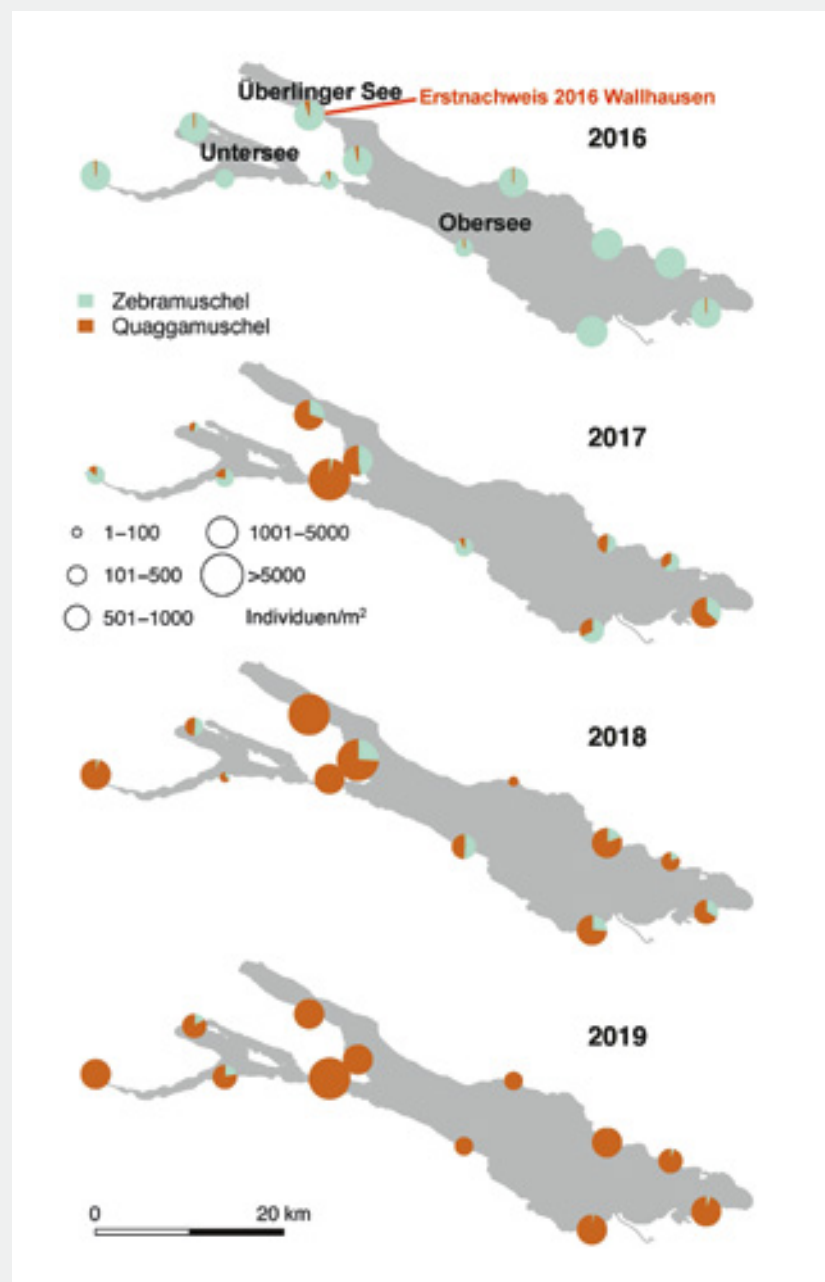 Überlinger See
Erstnachweis 2016 Wallhausen
2016
Untersee
Obersee
Zebramuschel
Quaggamuschel
2017
1–100
1001–5000
101–500
>5000
501–1000
Individuen/m²
2018
2019
0
20 km